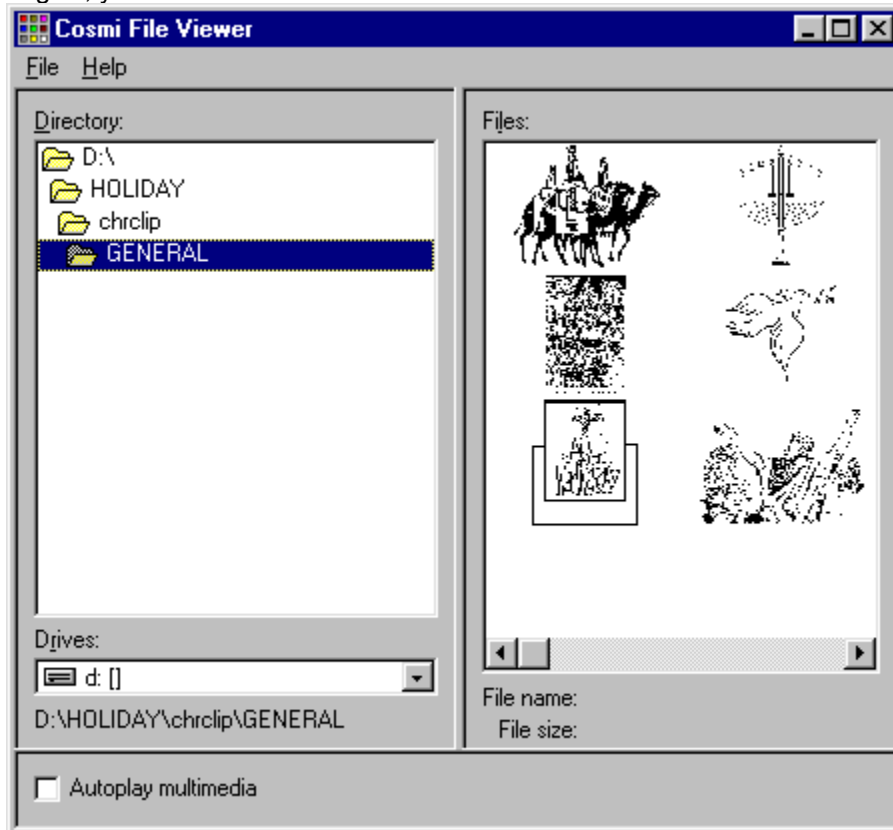 Cosmi File Viewer
File Help
Directory:
D:\
HOLIDAY
chrclip
GENERAL
Drives:
d: []
D:\HOLIDAY\chrclip\GENERAL
Files:
File name:
File size:
Autoplay multimedia